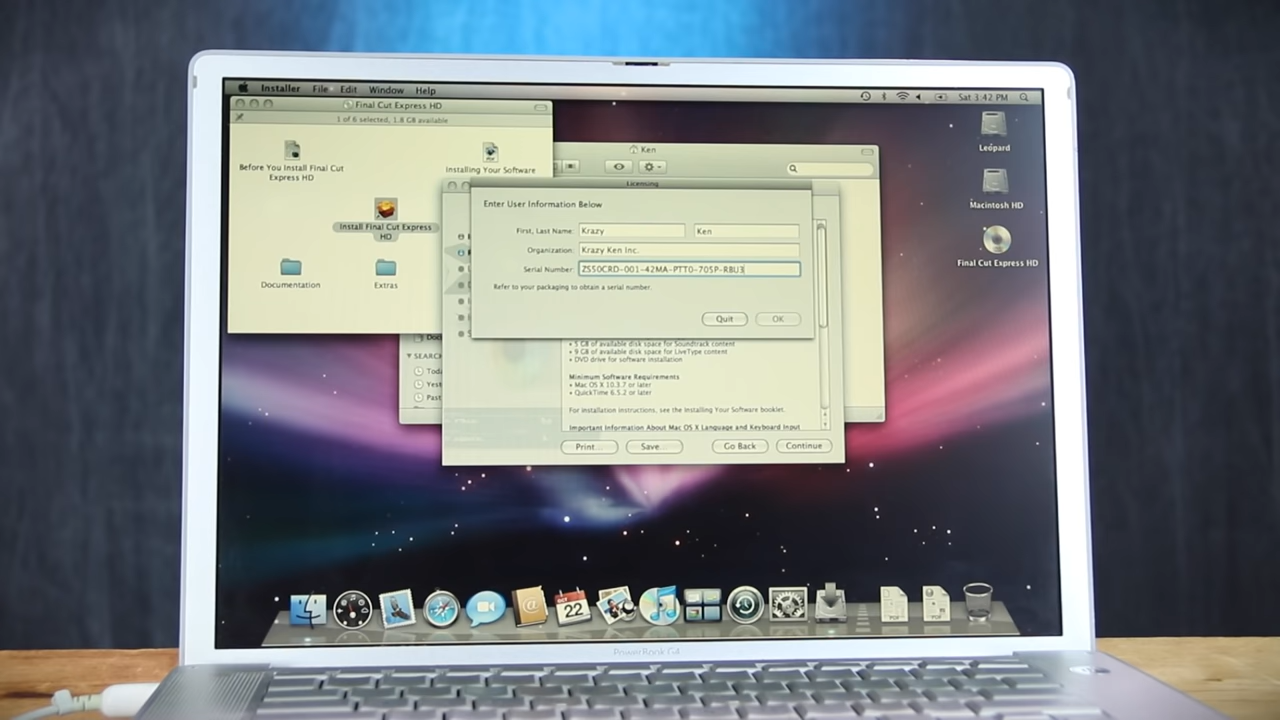 Installer File Edit Window Help
Sat 3:42 PM
Final Cut Express HD
1 of 6 selected, 1.8 GB available
Before You Install Final Cut
Express HD
Installing Your Software
Install Final Cut Express
HD
Documentation
Extras
Ken
Licensing
Enter User Information Below
First, Last Name: Krazy Ken
Organization: Krazy Ken Inc.
Serial Number: ZS50CRD-001-42MA-PTT0-705P-RBU3
Refer to your packaging to obtain a serial number.
Quit OK
SEARC
Toda
Yest
Past
• 5 GB of available disk space for Soundtrack content
• 9 GB of available disk space for LiveType content
• DVD drive for software installation
Minimum Software Requirements
• Mac OS X 10.3.7 or later
• QuickTime 6.5.2 or later
For installation instructions, see the Installing Your Software booklet.
Important Information About Mac OS X Language and Keyboard Input
Print... Save... Go Back Continue
Leopard
Macintosh HD
Final Cut Express HD
OCT
22
PDF
PDF
PowerBook G4